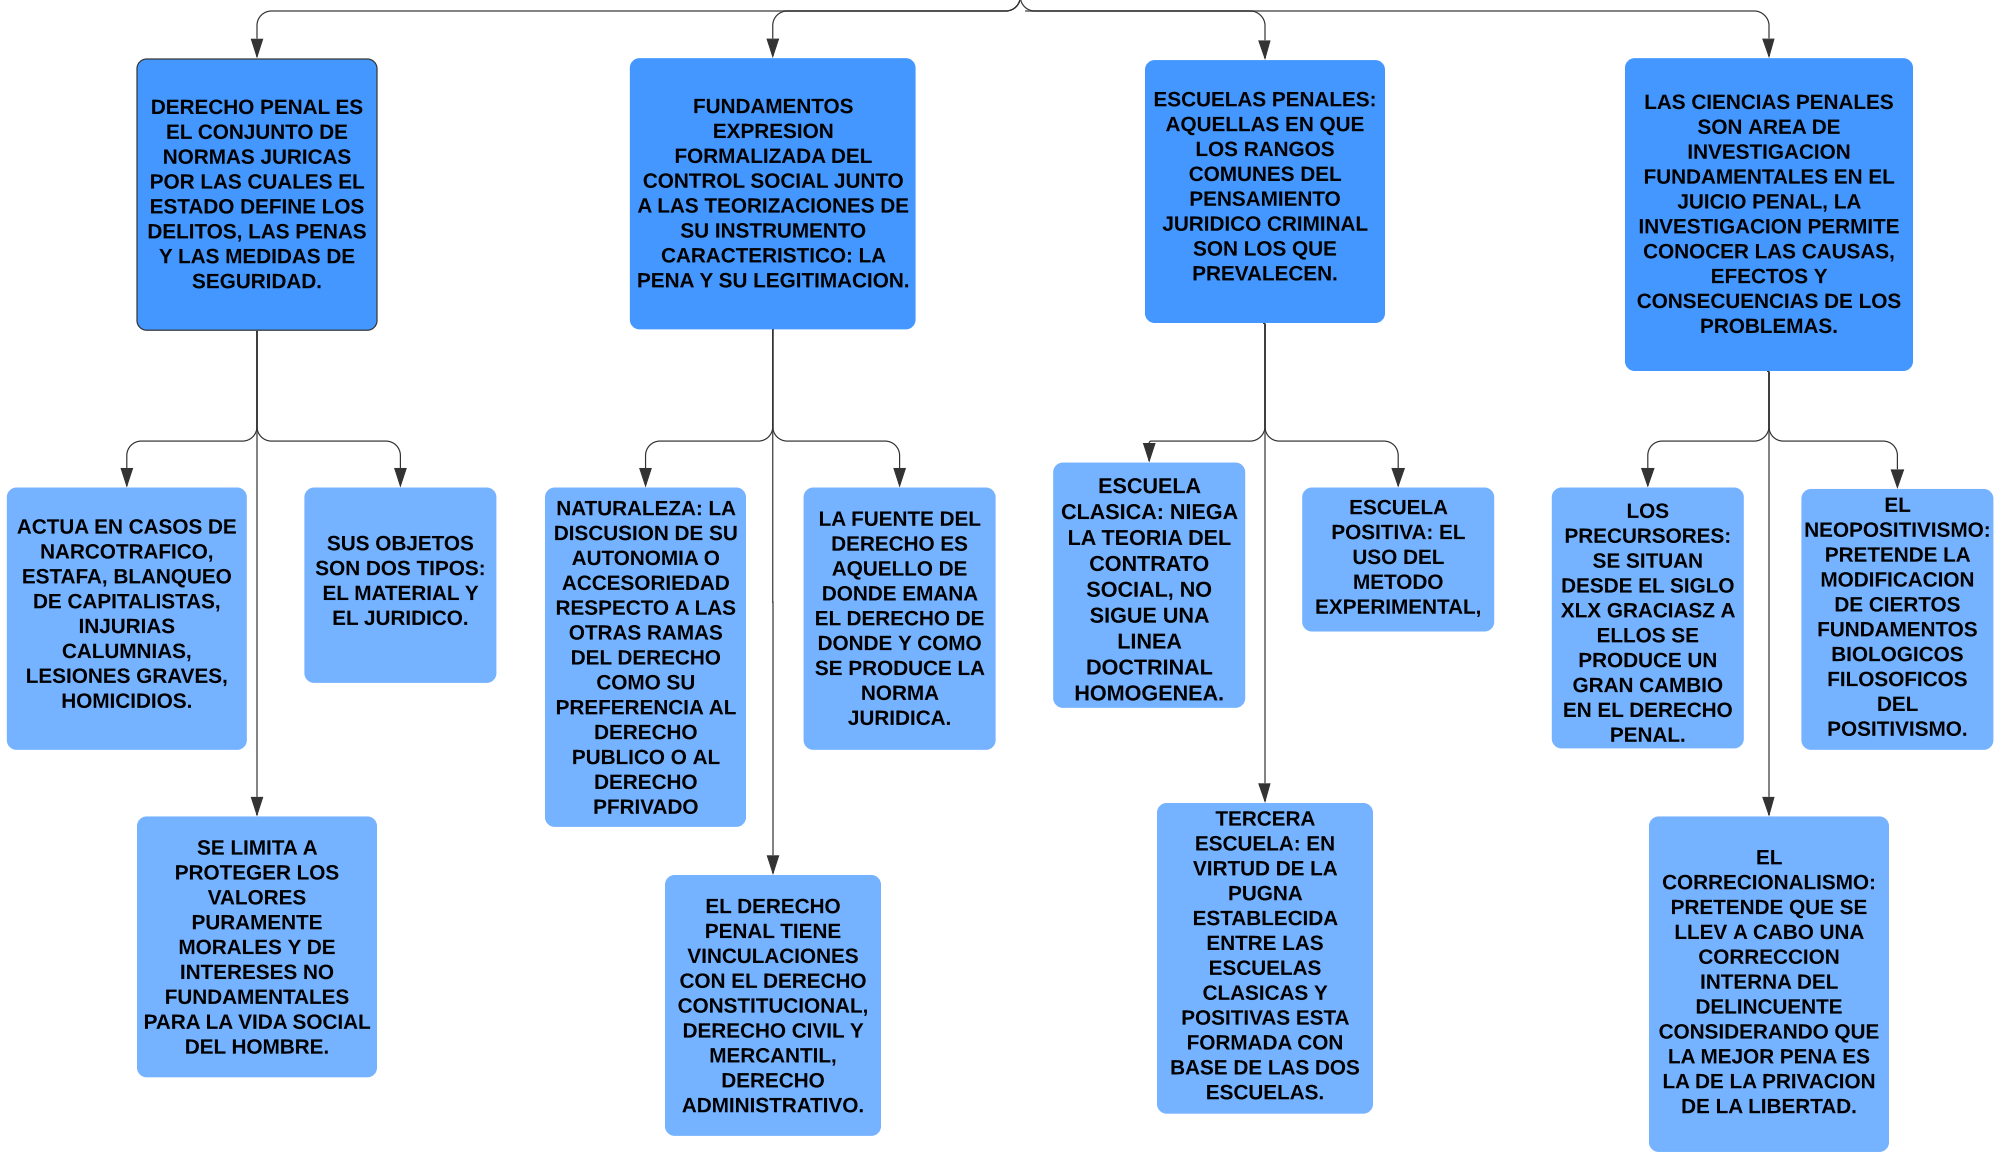 DERECHO PENAL ES
EL CONJUNTO DE
NORMAS JURICAS
POR LAS CUALES EL
ESTADO DEFINE LOS
DELITOS, LAS PENAS
Y LAS MEDIDAS DE
SEGURIDAD.
FUNDAMENTOS
EXPRESION
FORMALIZADA DEL
CONTROL SOCIAL JUNTO
A LAS TEORIZACIONES DE
SU INSTRUMENTO
CARACTERISTICO: LA
PENA Y SU LEGITIMACION.
ESCUELAS PENALES:
AQUELLAS EN QUE
LOS RANGOS
COMUNES DEL
PENSAMIENTO
JURIDICO CRIMINAL
SON LOS QUE
PREVALECEN.
LAS CIENCIAS PENALES
SON AREA DE
INVESTIGACION
FUNDAMENTALES EN EL
JUICIO PENAL, LA
INVESTIGACION PERMITE
CONOCER LAS CAUSAS,
EFECTOS Y
CONSECUENCIAS DE LOS
PROBLEMAS.
ACTUA EN CASOS DE
NARCOTRAFICO,
ESTAFA, BLANQUEO
DE CAPITALISTAS,
INJURIAS
CALUMNIAS,
LESIONES GRAVES,
HOMICIDIOS.
SUS OBJETOS
SON DOS TIPOS:
EL MATERIAL Y
EL JURIDICO.
NATURALEZA: LA
DISCUSION DE SU
AUTONOMIA O
ACCESORIEDAD
RESPECTO A LAS
OTRAS RAMAS
DEL DERECHO
COMO SU
PREFERENCIA AL
DERECHO
PUBLICO O AL
DERECHO
PFRIVADO
LA FUENTE DEL
DERECHO ES
AQUELLO DE
DONDE EMANA
EL DERECHO DE
DONDE Y COMO
SE PRODUCE LA
NORMA
JURIDICA.
ESCUELA
CLASICA: NIEGA
LA TEORIA DEL
CONTRATO
SOCIAL, NO
SIGUE UNA
LINEA
DOCTRINAL
HOMOGENEA.
ESCUELA
POSITIVA: EL
USO DEL
METODO
EXPERIMENTAL,
LOS
PRECURSORES:
SE SITUAN
DESDE EL SIGLO
XLX GRACIASZ A
ELLOS SE
PRODUCE UN
GRAN CAMBIO
EN EL DERECHO
PENAL.
EL
NEOPOSITIVISMO:
PRETENDE LA
MODIFICACION
DE CIERTOS
FUNDAMENTOS
BIOLOGICOS
FILOSOFICOS
DEL
POSITIVISMO.
SE LIMITA A
PROTEGER LOS
VALORES
PURAMENTE
MORALES Y DE
INTERESES NO
FUNDAMENTALES
PARA LA VIDA SOCIAL
DEL HOMBRE.
EL DERECHO
PENAL TIENE
VINCULACIONES
CON EL DERECHO
CONSTITUCIONAL,
DERECHO CIVIL Y
MERCANTIL,
DERECHO
ADMINISTRATIVO.
TERCERA
ESCUELA: EN
VIRTUD DE LA
PUGNA
ESTABLECIDA
ENTRE LAS
ESCUELAS
CLASICAS Y
POSITIVAS ESTA
FORMADA CON
BASE DE LAS DOS
ESCUELAS.
EL
CORRECIONALISMO:
PRETENDE QUE SE
LLEV A CABO UNA
CORRECCION
INTERNA DEL
DELINCUENTE
CONSIDERANDO QUE
LA MEJOR PENA ES
LA DE LA PRIVACION
DE LA LIBERTAD.